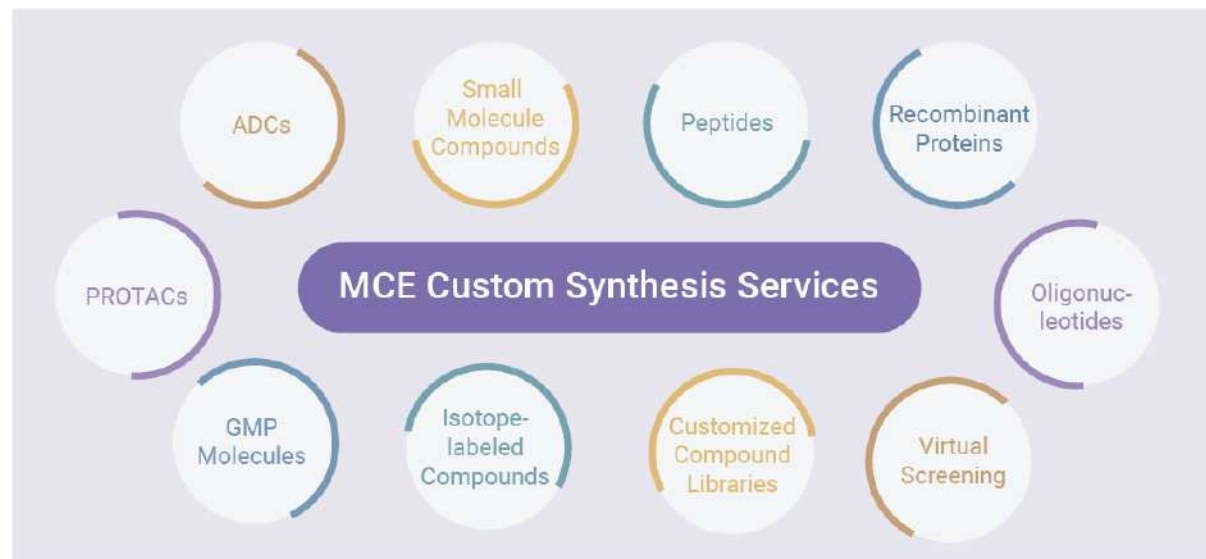 ADCs
Small
Molecule
Compounds
Peptides
Recombinant
Proteins
PROTACs
MCE Custom Synthesis Services
Oligonuc-
leotides
GMP
Molecules
Isotope-
labeled
Compounds
Customized
Compound
Libraries
Virtual
Screening